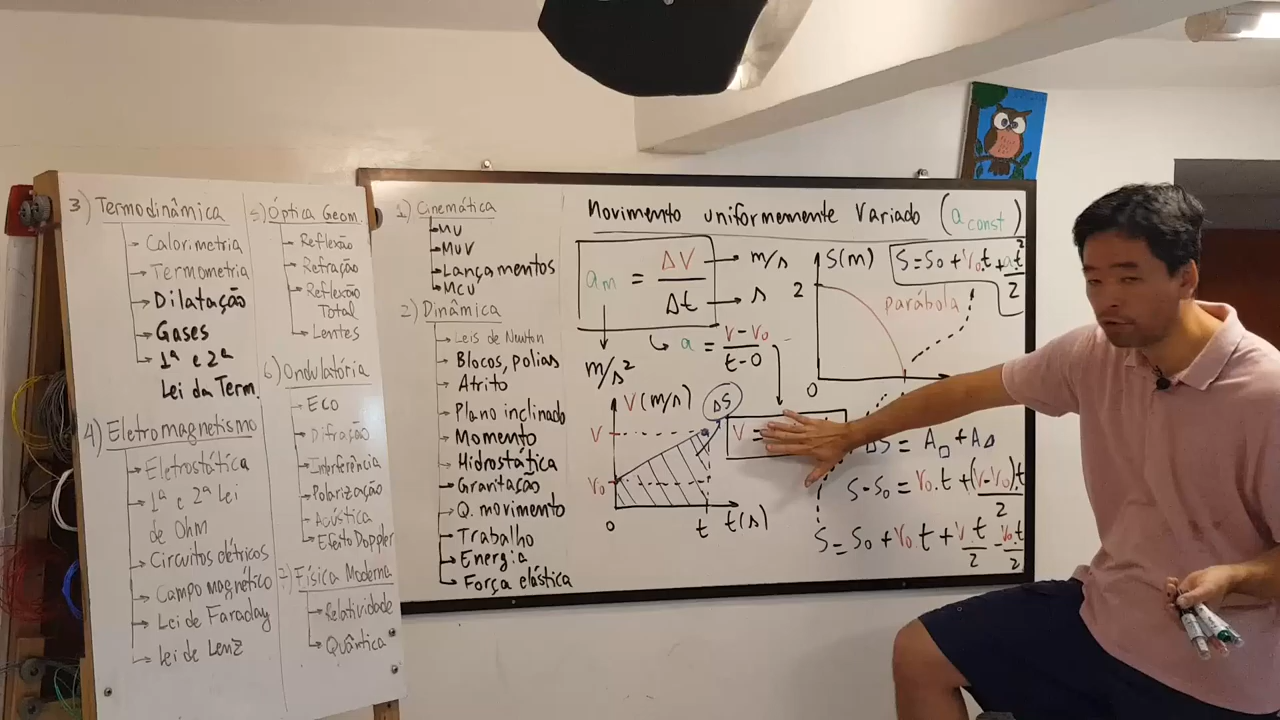 3) Termodinâmica
Calorimetria
Termometria
Dilatação
Gases
1ª e 2ª
Lei da Term.
4) Eletromagnetismo
Eletrostática
1ª e 2ª Lei
de Ohm
Circuitos elétricos
Campo magnético
Lei de Faraday
Lei de Lenz
5) Óptica Geom.
Reflexão
Refração
Reflexão
Total
Lentes
6) Ondulatória
Eco
Difração
Interferência
Polarização
Acústica
Efeito Doppler
7) Física Moderna
Relatividade
Quântica
1) Cinemática
MU
MUV
Lançamentos
MCU
2) Dinâmica
Leis de Newton
Blocos, polias
Atrito
Plano inclinado
Momento
Hidrostática
Gravitação
Q. movimento
Trabalho
Energia
Força elástica
Movimento uniformemente Variado (a const)
am = ΔV/Δt
m/s
s
m/s²
a = V-V₀/t-0
V(m/s)
ΔS
V
V₀
0
t
t(s)
V =
S(m)
2
0
parábola
S=S₀+V₀.t+at²/2
ΔS = A□ + AΔ
S-S₀ = V₀.t+(V-V₀).t/2
S=S₀+V₀.t+V.t/2-V₀.t/2